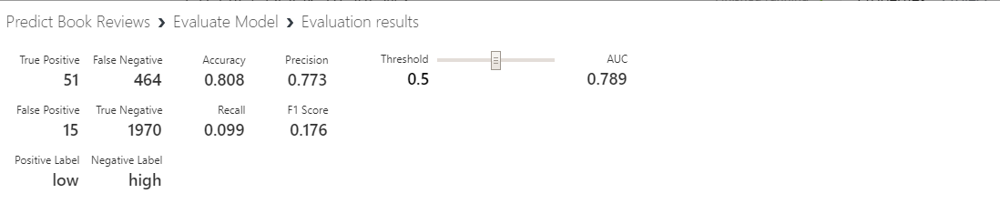 Predict Book Reviews > Evaluate Model > Evaluation results
True Positive False Negative Accuracy Precision Threshold AUC
51 464 0.808 0.773 0.5 0.789
False Positive True Negative Recall F1 Score
15 1970 0.099 0.176
Positive Label Negative Label
low high